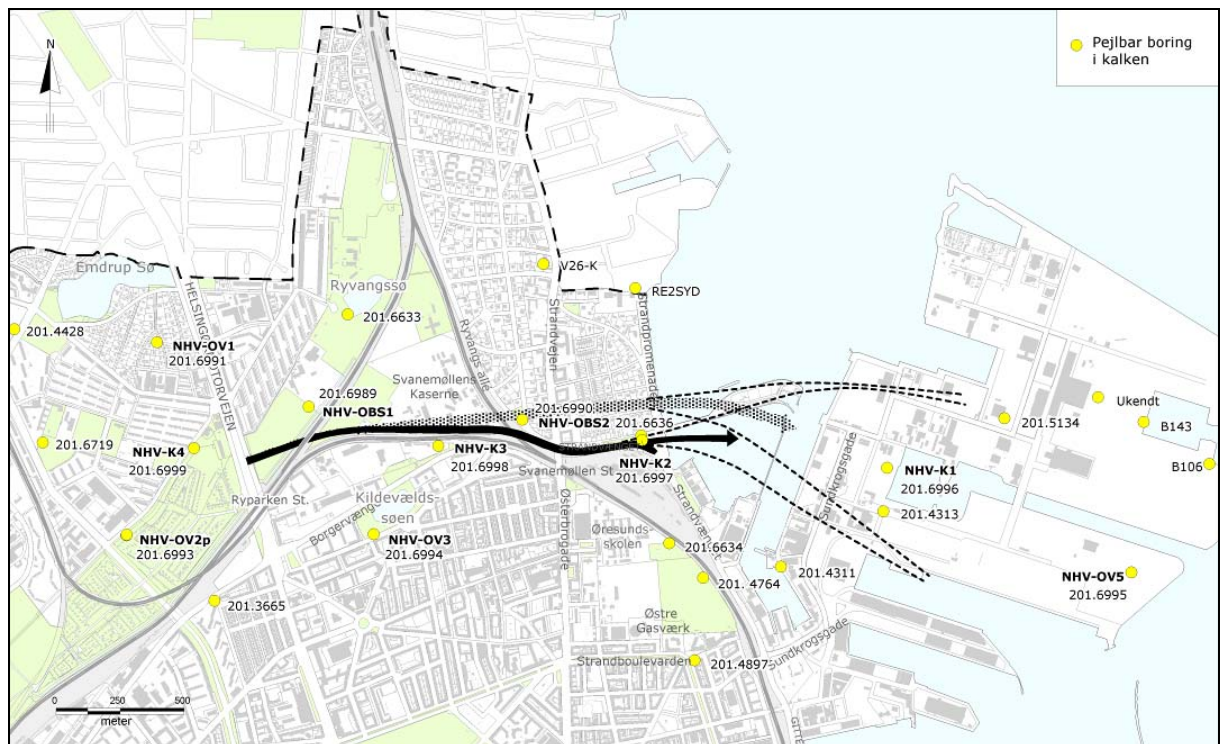 N
Pejlbar boring
i kalken
Emdrup Sø
HELSINGØRMOTORVEJEN
Ryvangssø
V26-K
RE2SYD
Strandvejen
Strandpromenaden
Ryvangs allé
201.4428
NHV-OV1
201.6991
201.6633
Svanemøllens
Kaserne
201.6989
NHV-OBS1
201.6990
NHV-OBS2
201.6636
201.5134
Ukendt
B143
B106
201.6719
NHV-K4
201.6999
NHV-K3
201.6998
Svanemøllen St.
NHV-K2
201.6997
NHV-K1
201.6996
201.4313
Sundkrogsgade
Ryparken St.
Borgervænget
Kildevælds-
søen
NHV-OV2p
201.6993
NHV-OV3
201.6994
Østerbrogade
Strandvænget
Øresunds-
skolen
201.6634
201. 4764
201.4311
NHV-OV5
201.6995
201.3665
Østre
Gasværk
Sundkrogsgade
Strandboulevarden
201.4897
0 250 500
meter